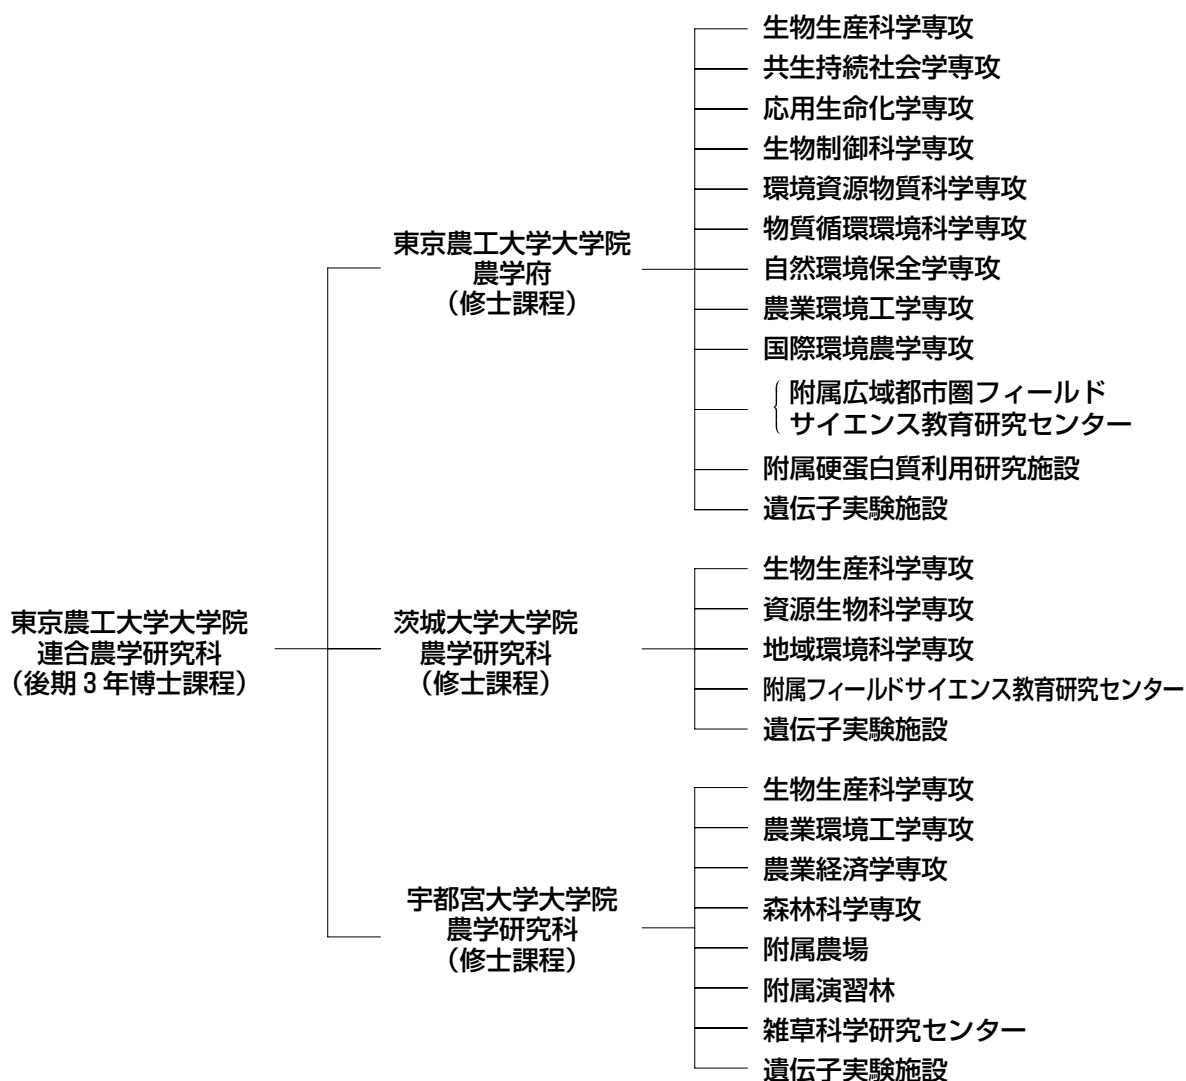 東京農工大学大学院
連合農学研究科
(後期3年博士課程)
東京農工大学大学院
農学府
(修士課程)
生物生産科学専攻
共生持続社会学専攻
応用生命化学専攻
生物制御科学専攻
環境資源物質科学専攻
物質循環環境科学専攻
自然環境保全学専攻
農業環境工学専攻
国際環境農学専攻
附属広域都市圏フィールド
サイエンス教育研究センター
附属硬蛋白質利用研究施設
遺伝子実験施設
茨城大学大学院
農学研究科
(修士課程)
生物生産科学専攻
資源生物科学専攻
地域環境科学専攻
附属フィールドサイエンス教育研究センター
遺伝子実験施設
宇都宮大学大学院
農学研究科
(修士課程)
生物生産科学専攻
農業環境工学専攻
農業経済学専攻
森林科学専攻
附属農場
附属演習林
雑草科学研究センター
遺伝子実験施設